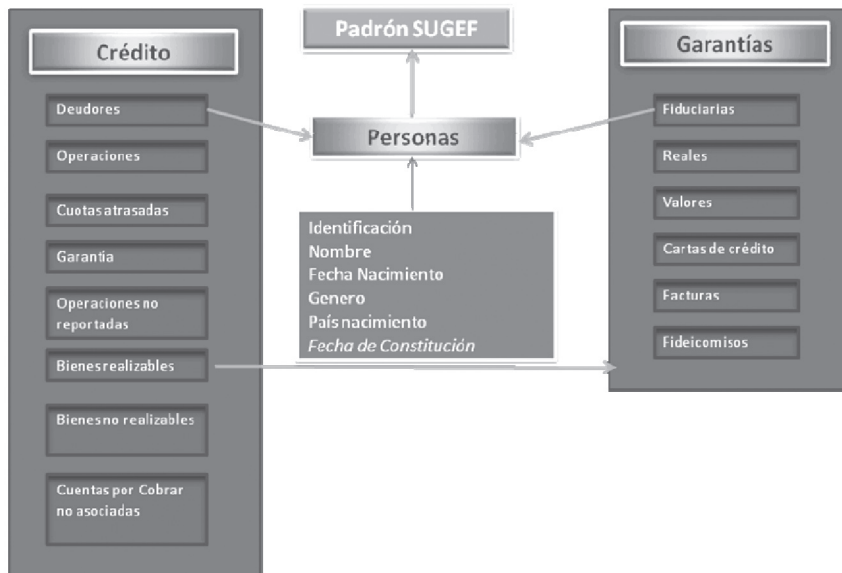 Crédito
Deudores
Operaciones
Cuotas atrasadas
Garantía
Operaciones no
reportadas
Bienes realizables
Bienes no realizables
Cuentas por Cobrar
no asociadas
Padrón SUGEF
Personas
Identificación
Nombre
Fecha Nacimiento
Genero
País nacimiento
Fecha de Constitución
Garantías
Fiduciarias
Reales
Valores
Cartas de crédito
Facturas
Fideicomisos